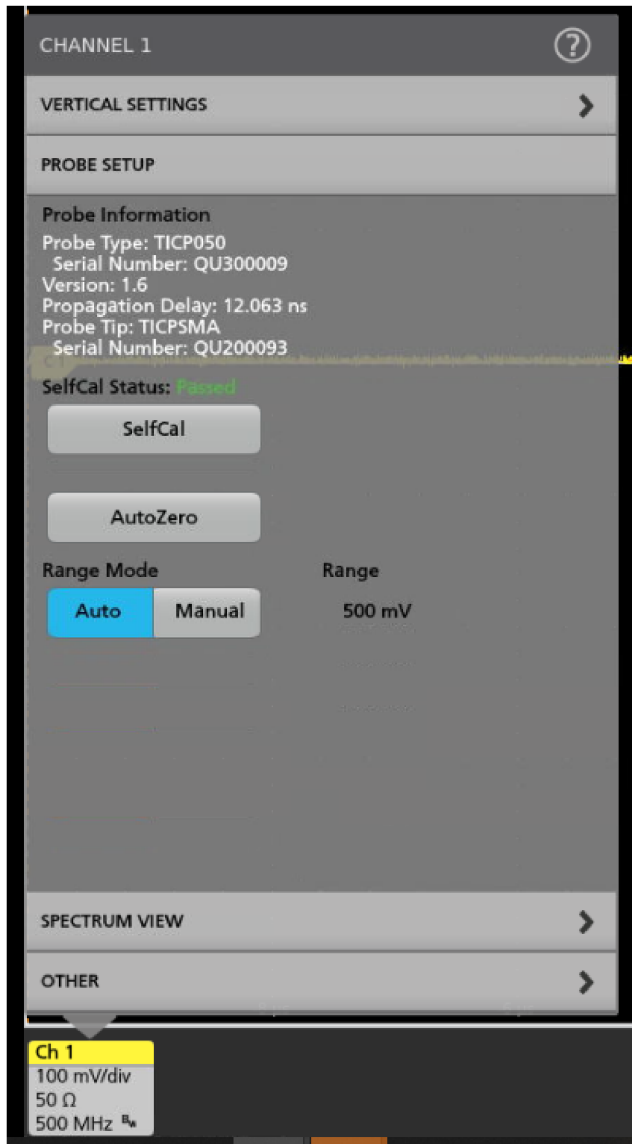 CHANNEL 1
?
VERTICAL SETTINGS
PROBE SETUP
Probe Information
Probe Type: TICP050
Serial Number: QU300009
Version: 1.6
Propagation Delay: 12.063 ns
Probe Tip: TICPSMA
Serial Number: QU200093
C1
SelfCal Status: Passed
SelfCal
AutoZero
Range Mode Range
Auto Manual 500 mV
SPECTRUM VIEW
OTHER
Ch 1
100 mV/div
50 Ω
500 MHz Bw